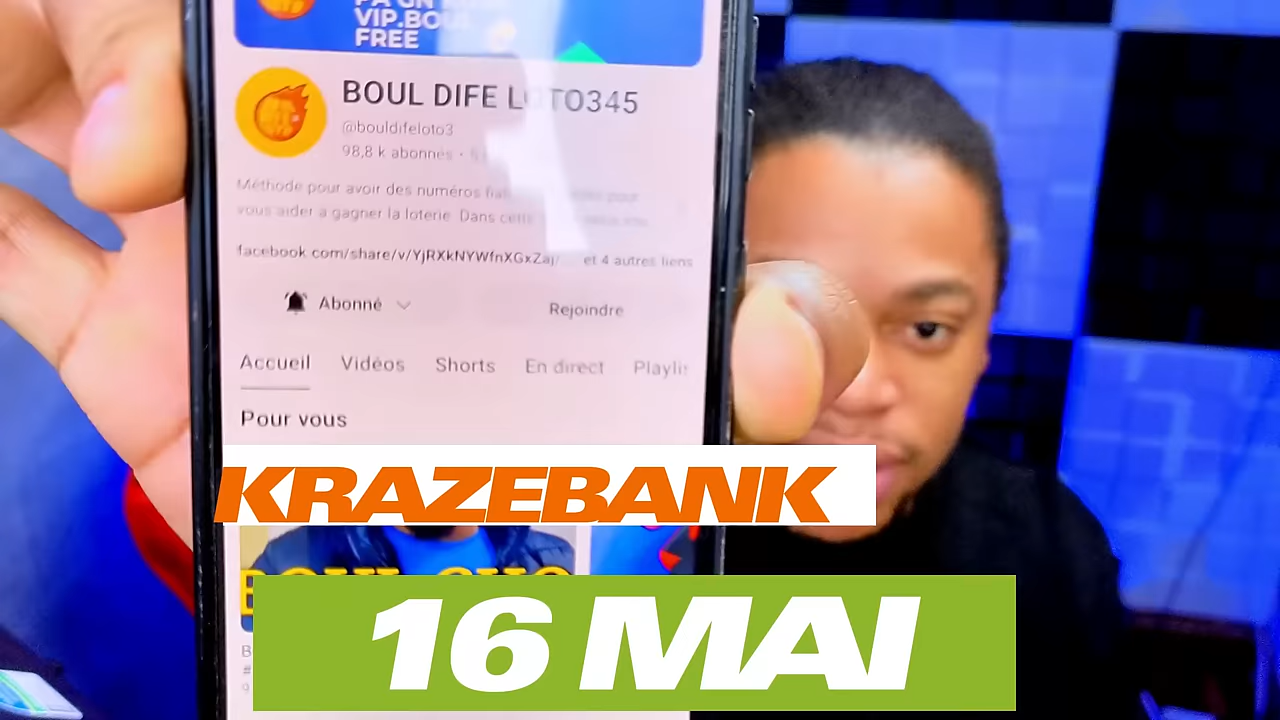 VIP.BOUL
FREE
BOUL DIFE LOTO345
@bouldifeloto3
98,8 k abonnés
Méthode pour avoir des numéros pour
vous aider a gagner la loterie. Dans cette
facebook com/share/v/YjRXkNYWfnXGxZaj/ et 4 autres liens
Abonné
Rejoindre
Accueil Vidéos Shorts En direct Playlis
Pour vous
KRAZEBANK
16 MAI